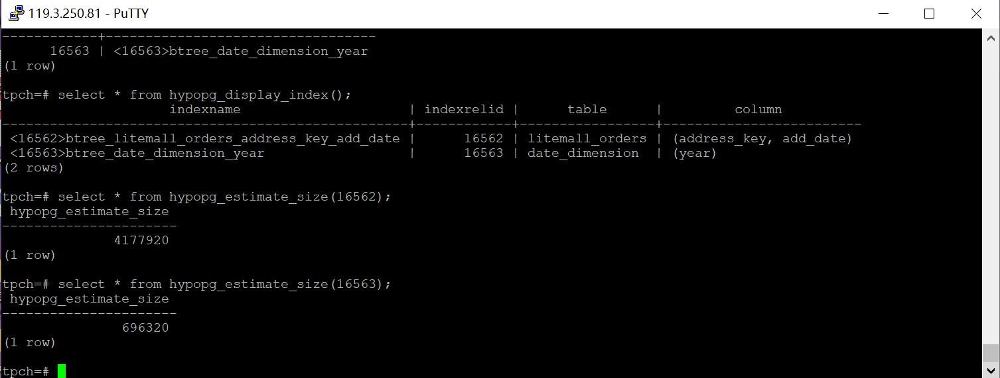 119.3.250.81 - PuTTY
------------+----------------------------------
      16563 | <16563>btree_date_dimension_year
(1 row)

tpch=# select * from hypopg_display_index();
                     indexname                     | indexrelid |      table      |         column
---------------------------------------------------+------------+-----------------+-------------------------
 <16562>btree_litemall_orders_address_key_add_date |      16562 | litemall_orders | (address_key, add_date)
 <16563>btree_date_dimension_year                  |      16563 | date_dimension  | (year)
(2 rows)

tpch=# select * from hypopg_estimate_size(16562);
 hypopg_estimate_size
----------------------
              4177920
(1 row)

tpch=# select * from hypopg_estimate_size(16563);
 hypopg_estimate_size
----------------------
               696320
(1 row)

tpch=#